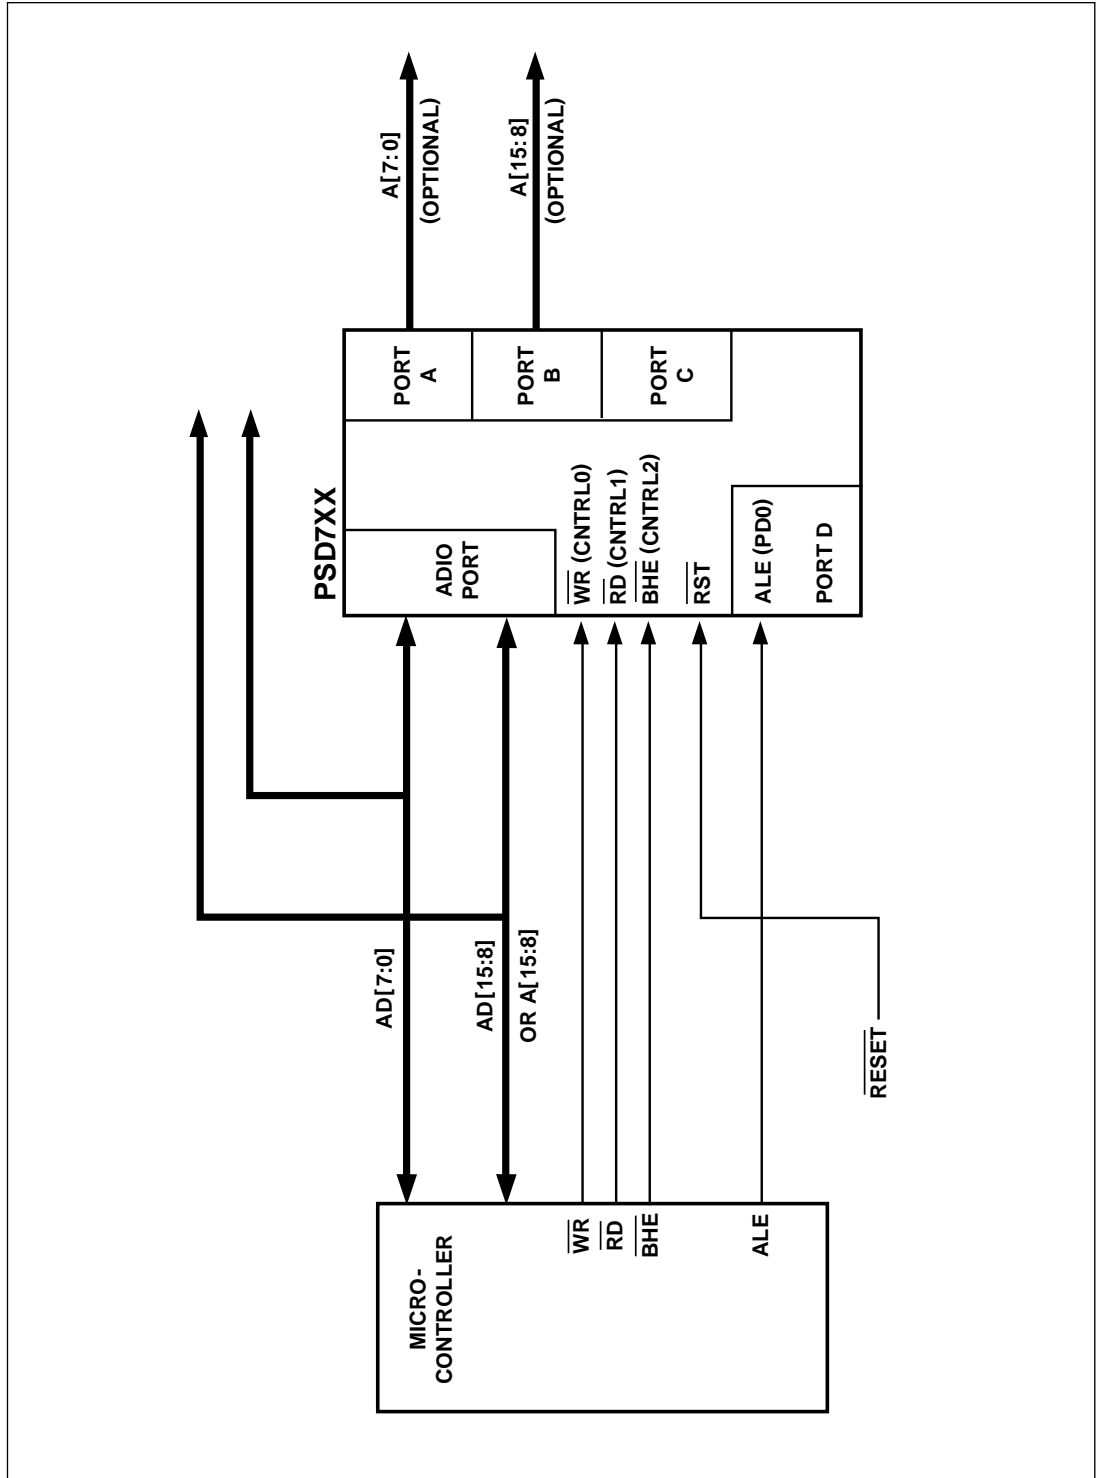 MICRO-
CONTROLLER
WR
RD
BHE
ALE
AD[7:0]
AD[15:8]
OR A[15:8]
RESET
PSD7XX
ADIO
PORT
WR (CNTRL0)
RD (CNTRL1)
BHE (CNTRL2)
RST
ALE (PD0)
PORT D
PORT
A
PORT
B
PORT
C
A[7:0]
(OPTIONAL)
A[15:8]
(OPTIONAL)